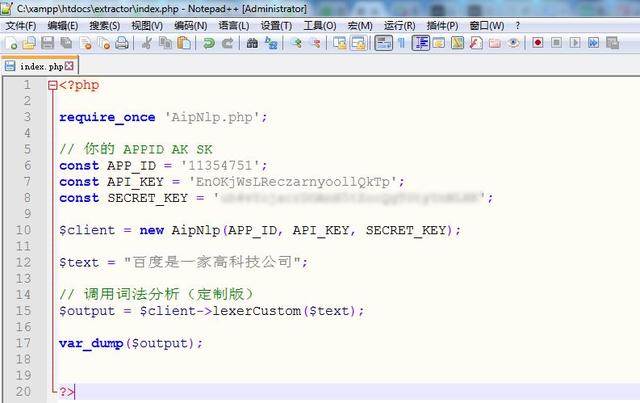 C:\xampp\htdocs\extractor\index.php - Notepad++ [Administrator]
文件(F) 编辑(E) 搜索(S) 视图(V) 编码(N) 语言(L) 设置(T) 工具(O) 宏(M) 运行(R) 插件(P) 窗口(W) ?
index.php
1 <?php
2
3 require_once 'AipNlp.php';
4
5 // 你的 APPID AK SK
6 const APP_ID = '11354751';
7 const API_KEY = 'EnOKjWsLReczarnyoollQkTp';
8 const SECRET_KEY = '
';
9
10 $client = new AipNlp(APP_ID, API_KEY, SECRET_KEY);
11
12 $text = "百度是一家高科技公司";
13
14 // 调用词法分析（定制版）
15 $output = $client->lexerCustom($text);
16
17 var_dump($output);
18
19
20 ?>